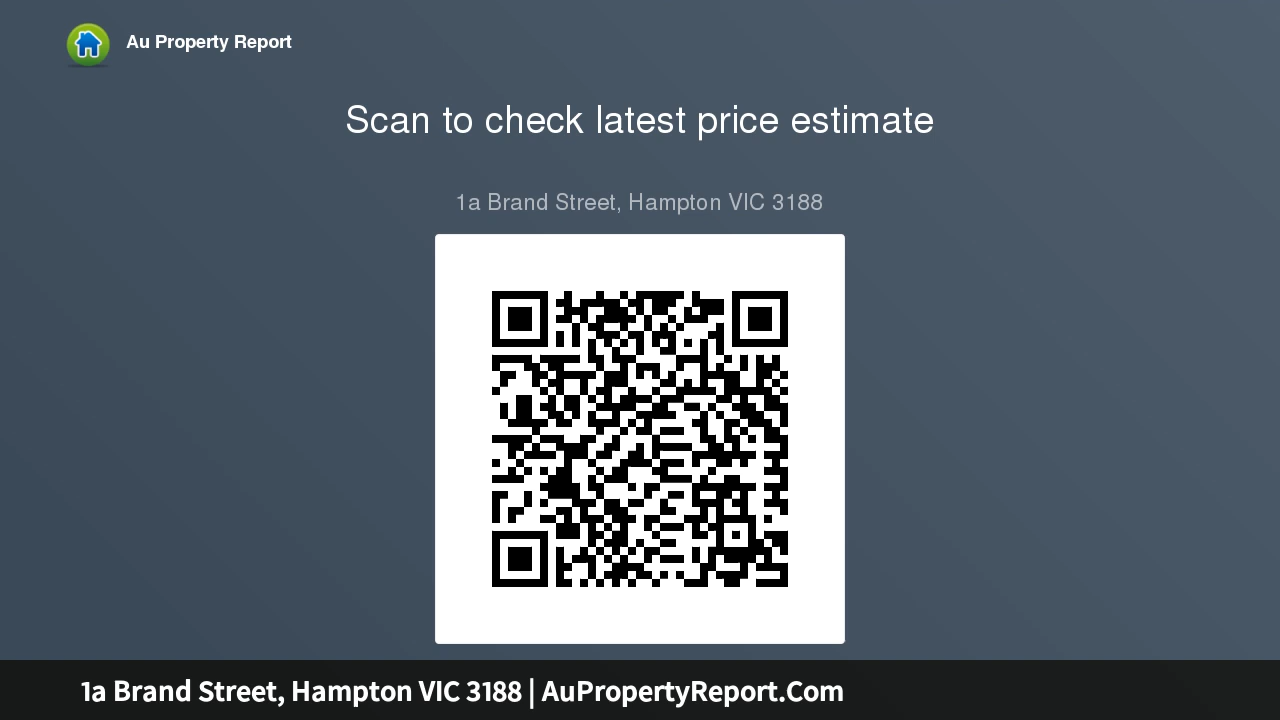 Au Property Report
Scan to check latest price estimate
1a Brand Street, Hampton VIC 3188
1a Brand Street, Hampton VIC 3188 | AuPropertyReport.Com